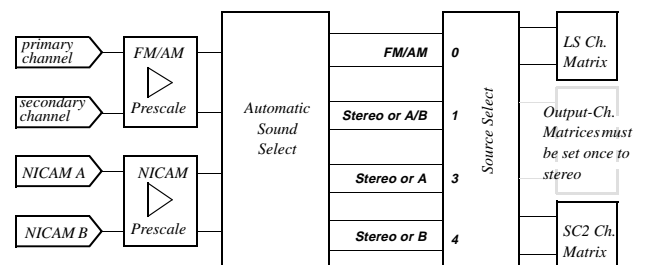 primary
channel
secondary
channel
NICAM A
NICAM B
FM/AM
Prescale
NICAM
Prescale
Automatic
Sound
Select
FM/AM
Stereo or A/B
Stereo or A
Stereo or B
0
1
3
4
Source Select
LS Ch.
Matrix
Output-Ch.
Matrices must
be set once to
stereo
SC2 Ch.
Matrix